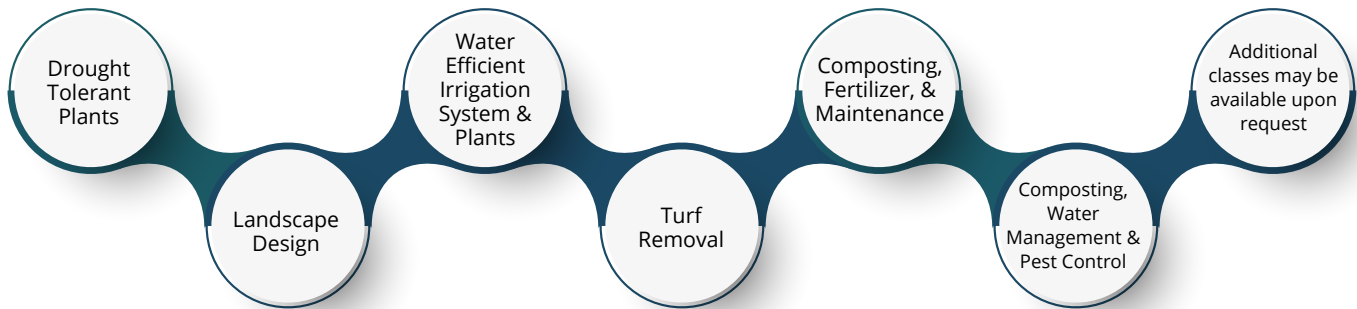 Drought
Tolerant
Plants
Landscape
Design
Water
Efficient
Irrigation
System &
Plants
Turf
Removal
Composting,
Fertilizer, &
Maintenance
Composting,
Water
Management &
Pest Control
Additional
classes may be
available upon
request